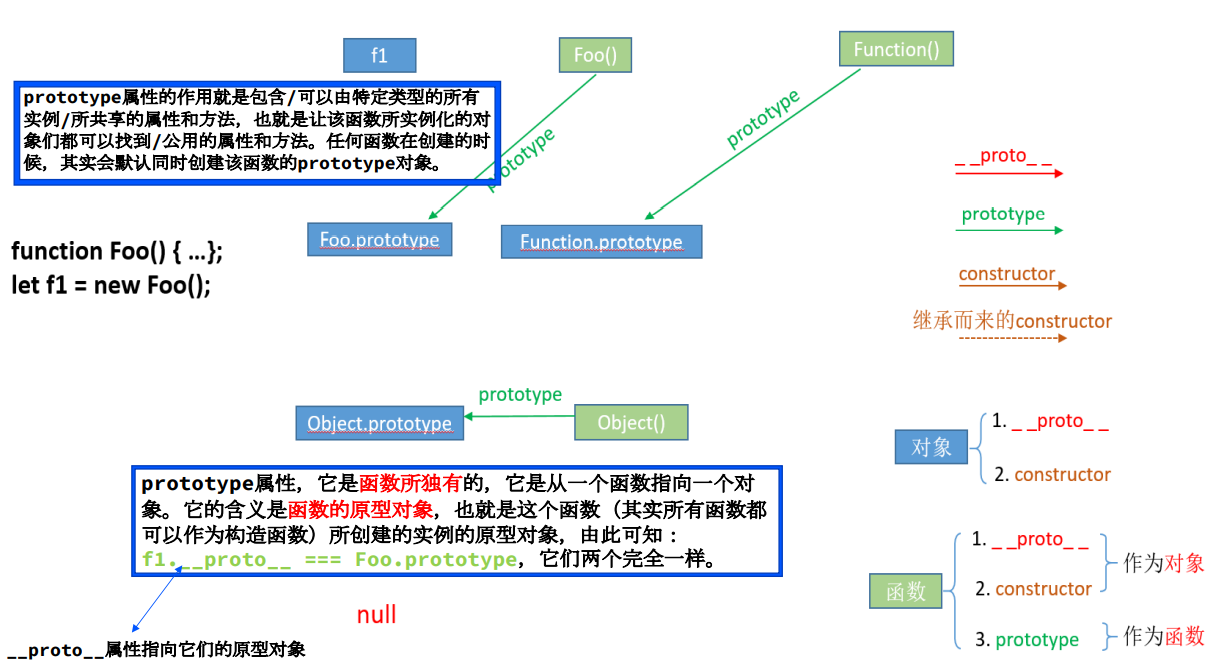 f1
Foo()
Function()
prototype属性的作用就是包含/可以由特定类型的所有
实例/所共享的属性和方法，也就是让该函数所实例化的对
象们都可以找到/公用的属性和方法。任何函数在创建的时
候，其实会默认同时创建该函数的prototype对象。
prototype
prototype
Foo.prototype
Function.prototype
function Foo() { ...};
let f1 = new Foo();
_ _proto_ _
prototype
constructor
继承而来的constructor
prototype
Object.prototype
Object()
prototype属性，它是函数所独有的，它是从一个函数指向一个对
象。它的含义是函数的原型对象，也就是这个函数（其实所有函数都
可以作为构造函数）所创建的实例的原型对象，由此可知：
f1.__proto__ === Foo.prototype，它们两个完全一样。
null
__proto__属性指向它们的原型对象
对象
1. _ _proto_ _
2. constructor
函数
1. _ _proto_ _
2. constructor
作为对象
3. prototype
作为函数